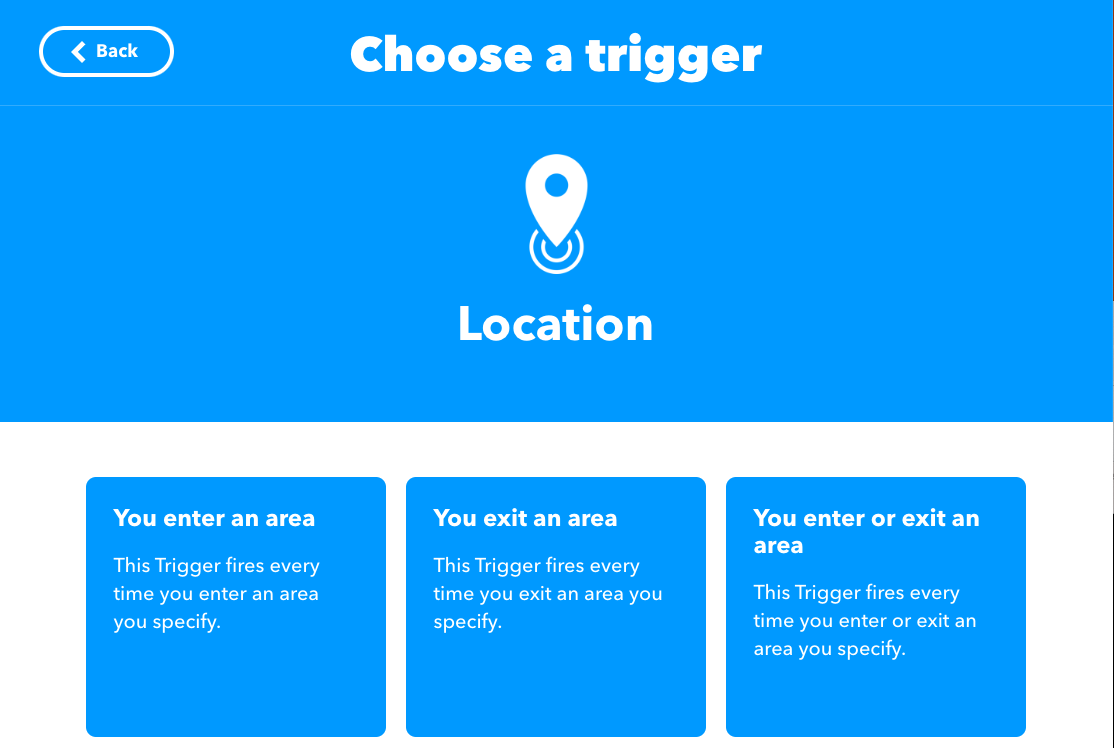 Back
Choose a trigger
Location
You enter an area
This Trigger fires every
time you enter an area
you specify.
You exit an area
This Trigger fires every
time you exit an area you
specify.
You enter or exit an
area
This Trigger fires every
time you enter or exit an
area you specify.